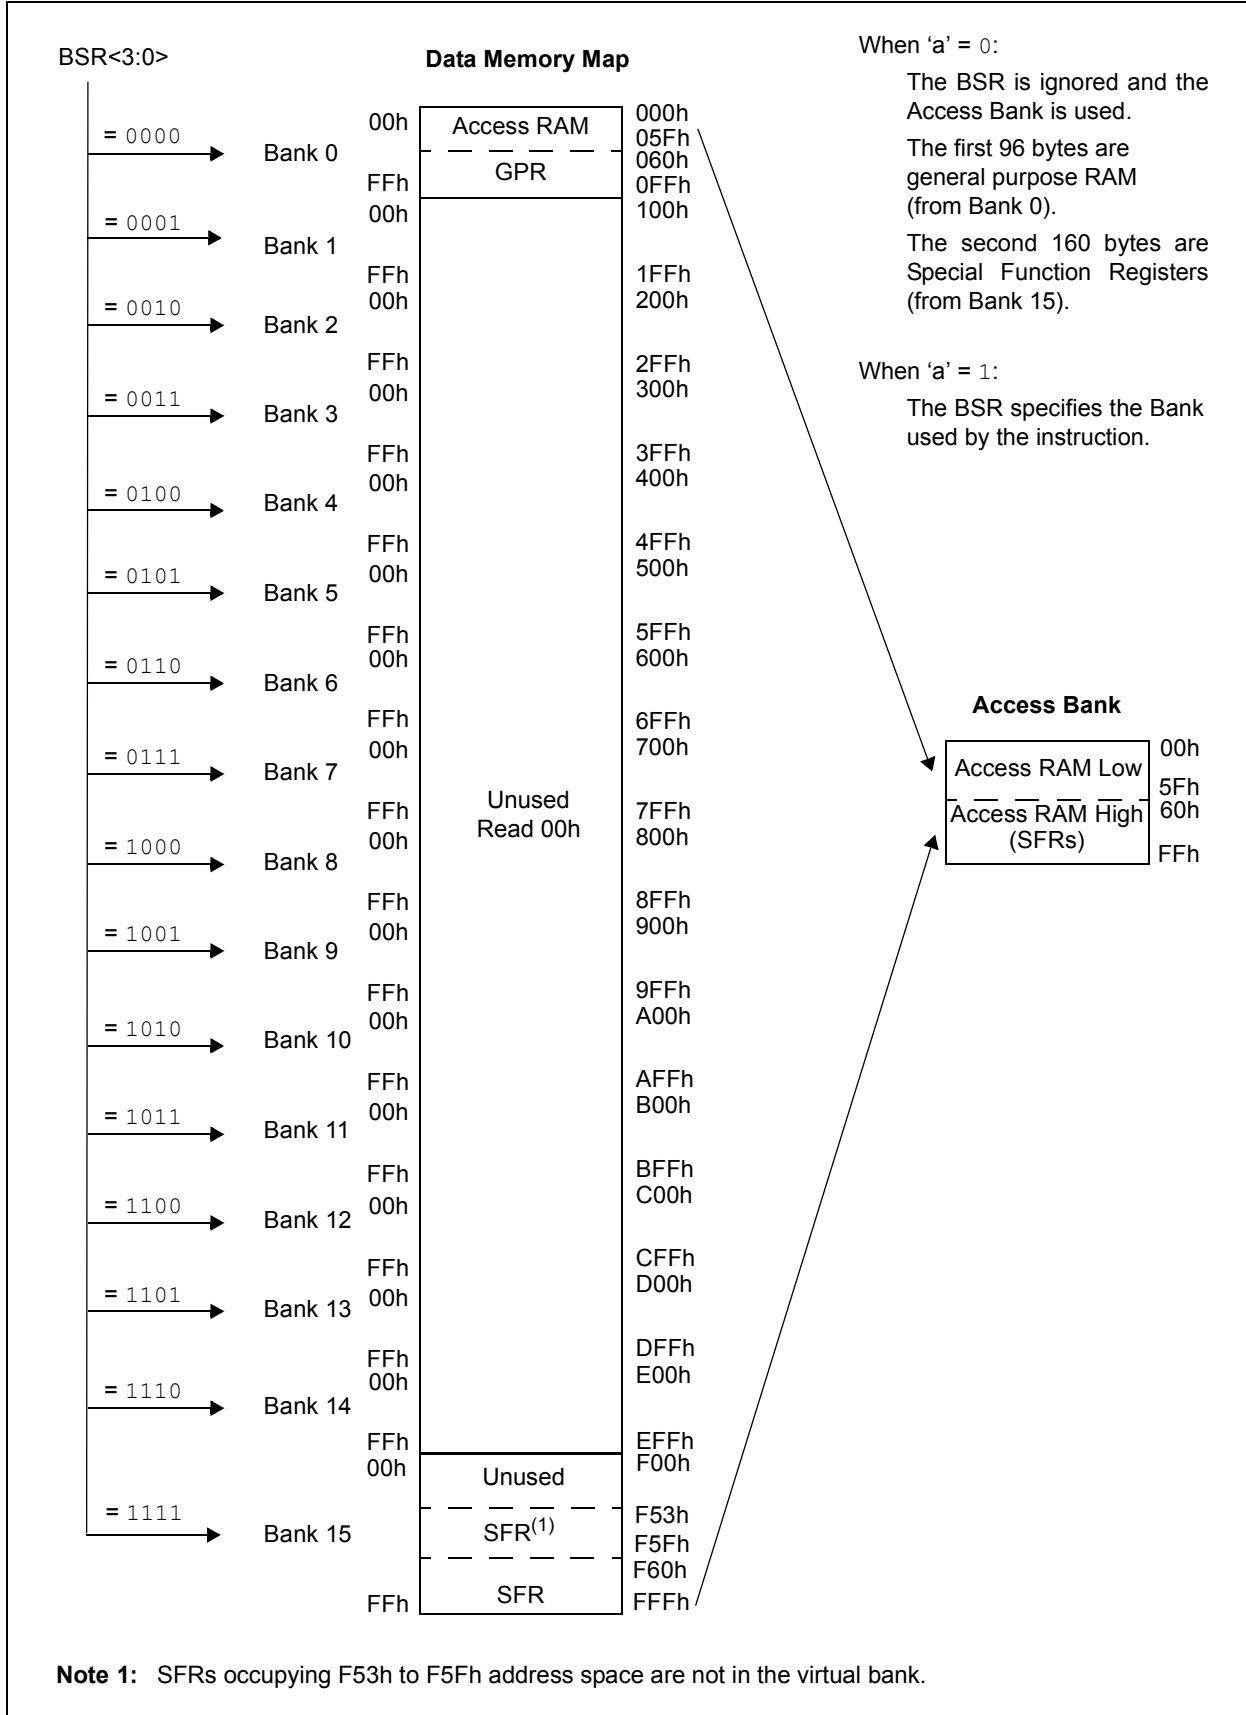 BSR<3:0>
Data Memory Map
When ‘a’ = 0:
The BSR is ignored and the
Access Bank is used.
The first 96 bytes are
general purpose RAM
(from Bank 0).
The second 160 bytes are
Special Function Registers
(from Bank 15).
When ‘a’ = 1:
The BSR specifies the Bank
used by the instruction.
= 0000 Bank 0 00h Access RAM 000h
05Fh
060h
FFh GPR 0FFh
= 0001 Bank 1 00h 100h
FFh 1FFh
= 0010 Bank 2 00h 200h
FFh 2FFh
= 0011 Bank 3 00h 300h
FFh 3FFh
= 0100 Bank 4 00h 400h
FFh 4FFh
= 0101 Bank 5 00h 500h
FFh 5FFh
= 0110 Bank 6 00h 600h
FFh 6FFh
= 0111 Bank 7 00h 700h
Unused
Read 00h
FFh 7FFh
= 1000 Bank 8 00h 800h
FFh 8FFh
= 1001 Bank 9 00h 900h
FFh 9FFh
= 1010 Bank 10 00h A00h
FFh AFFh
= 1011 Bank 11 00h B00h
FFh BFFh
= 1100 Bank 12 00h C00h
FFh CFFh
= 1101 Bank 13 00h D00h
FFh DFFh
= 1110 Bank 14 00h E00h
FFh EFFh
= 1111 Bank 15 00h Unused F00h
SFR(1) F53h
F5Fh
F60h
FFh SFR FFFh
Access Bank
Access RAM Low 00h
5Fh
Access RAM High 60h
(SFRs) FFh
Note 1: SFRs occupying F53h to F5Fh address space are not in the virtual bank.